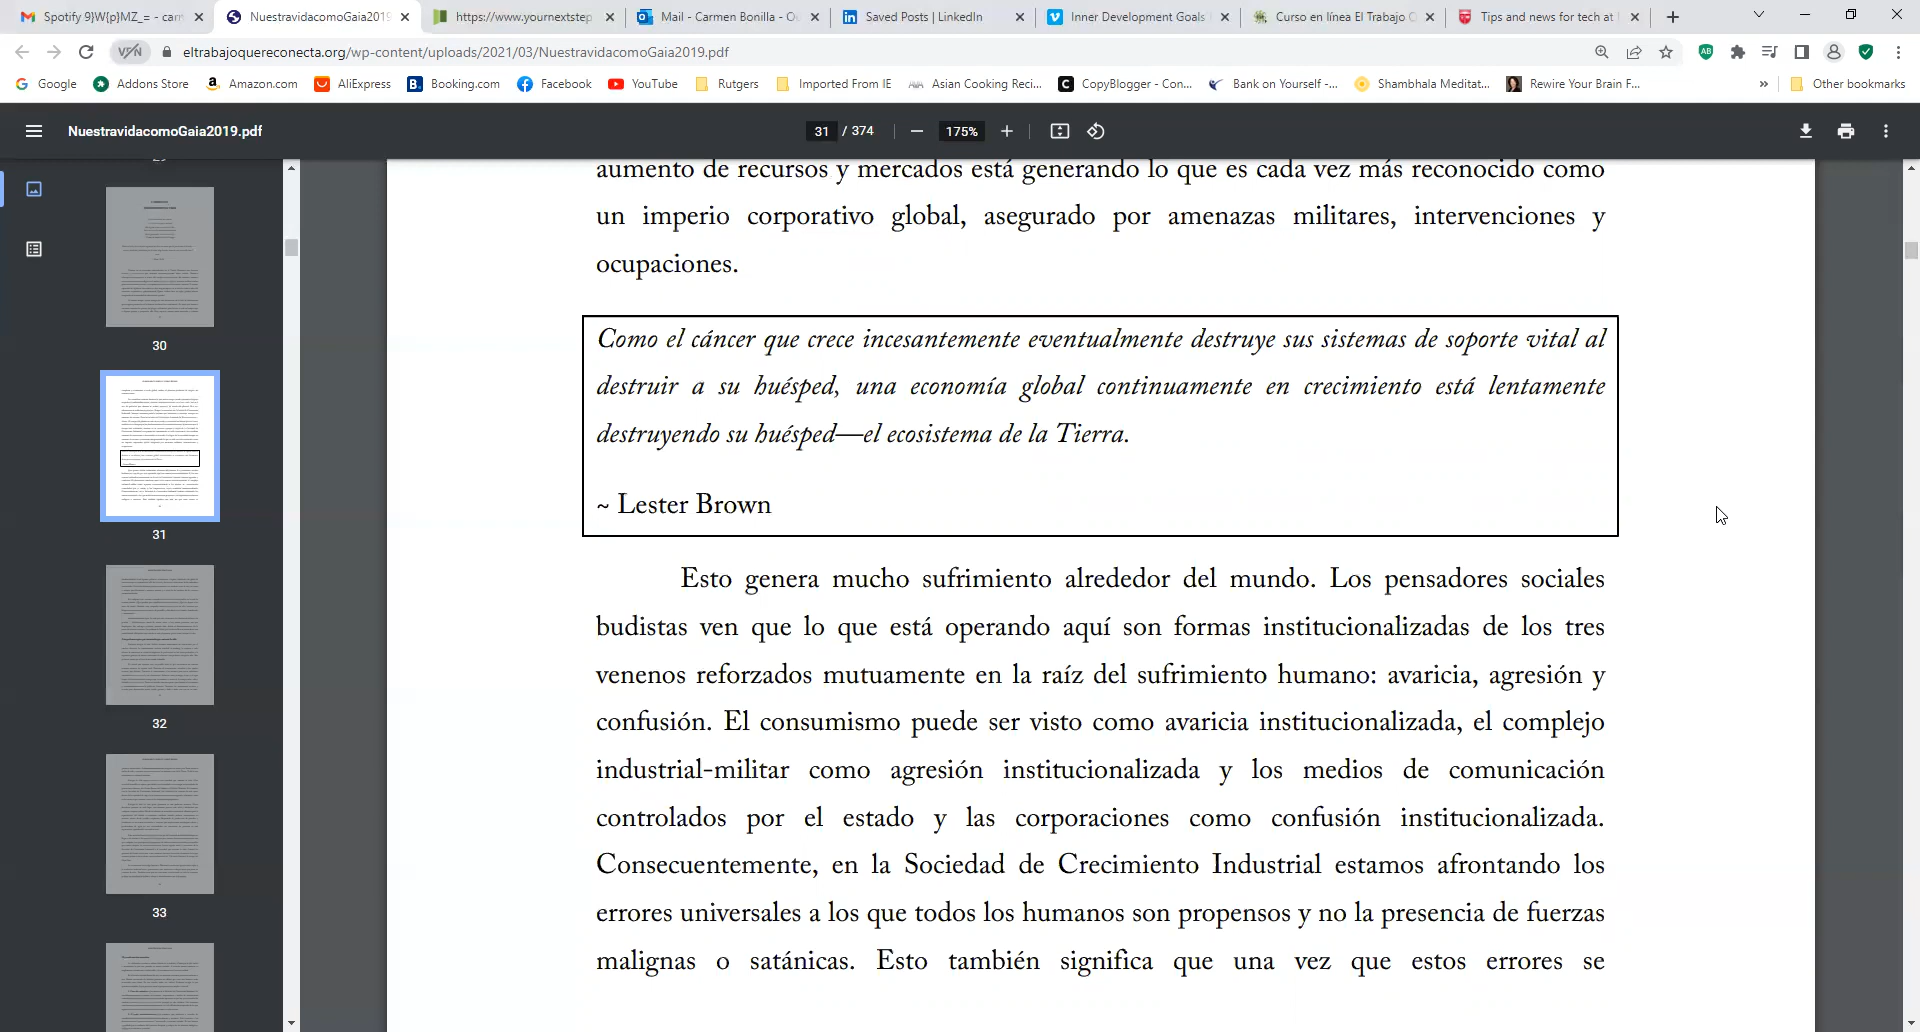 Spotify 9}W{p}MZ_= - carm
NuestravidacomoGaia2019
https://www.yournextstep
Mail - Carmen Bonilla - O
Saved Posts | LinkedIn
Inner Development Goals
Curso en línea El Trabajo
Tips and news for tech at
VPN
eltrabajoquereconecta.org/wp-content/uploads/2021/03/NuestravidacomoGaia2019.pdf
Google
Addons Store
Amazon.com
AliExpress
Booking.com
Facebook
YouTube
Rutgers
Imported From IE
Asian Cooking Reci...
CopyBlogger - Con...
Bank on Yourself -...
Shambhala Meditat...
Rewire Your Brain F...
»
Other bookmarks
NuestravidacomoGaia2019.pdf
31 / 374
175%
30
31
32
33
aumento de recursos y mercados está generando lo que es cada vez más reconocido como
un imperio corporativo global, asegurado por amenazas militares, intervenciones y
ocupaciones.
Como el cáncer que crece incesantemente eventualmente destruye sus sistemas de soporte vital al
destruir a su huésped, una economía global continuamente en crecimiento está lentamente
destruyendo su huésped—el ecosistema de la Tierra.
~ Lester Brown
Esto genera mucho sufrimiento alrededor del mundo. Los pensadores sociales
budistas ven que lo que está operando aquí son formas institucionalizadas de los tres
venenos reforzados mutuamente en la raíz del sufrimiento humano: avaricia, agresión y
confusión. El consumismo puede ser visto como avaricia institucionalizada, el complejo
industrial-militar como agresión institucionalizada y los medios de comunicación
controlados por el estado y las corporaciones como confusión institucionalizada.
Consecuentemente, en la Sociedad de Crecimiento Industrial estamos afrontando los
errores universales a los que todos los humanos son propensos y no la presencia de fuerzas
malignas o satánicas. Esto también significa que una vez que estos errores se